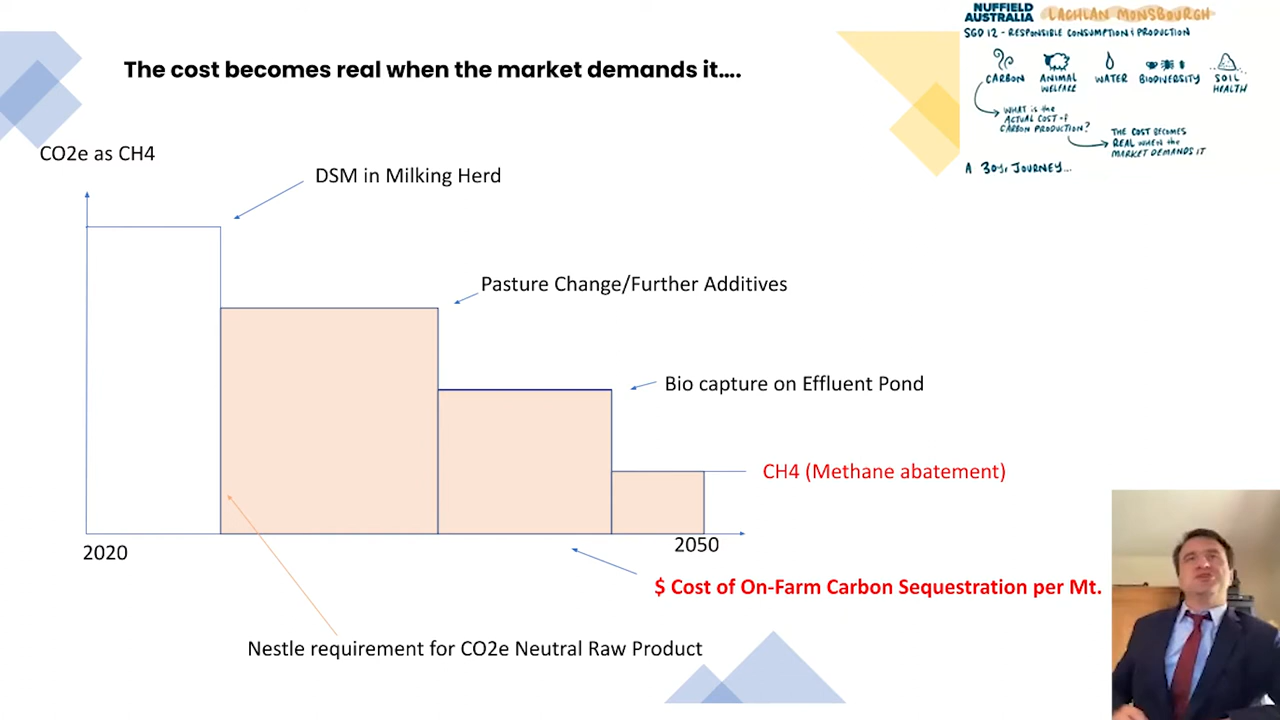 The cost becomes real when the market demands it....
NUFFIELD
AUSTRALIA
LACHLAN MONSBOURGH
SGD 12 - RESPONSIBLE CONSUMPTION & PRODUCTION
CARBON
ANIMAL
WELFARE
WATER
BIODIVERSITY
SOIL
HEALTH
WHAT IS the
ACTUAL COST of
CARBON PRODUCTION?
THE COST BECOMES
REAL WHEN the
MARKET DEMANDS IT
A 30yr JOURNEY...
CO2e as CH4
DSM in Milking Herd
Pasture Change/Further Additives
Bio capture on Effluent Pond
CH4 (Methane abatement)
2020
2050
$ Cost of On-Farm Carbon Sequestration per Mt.
Nestle requirement for CO2e Neutral Raw Product